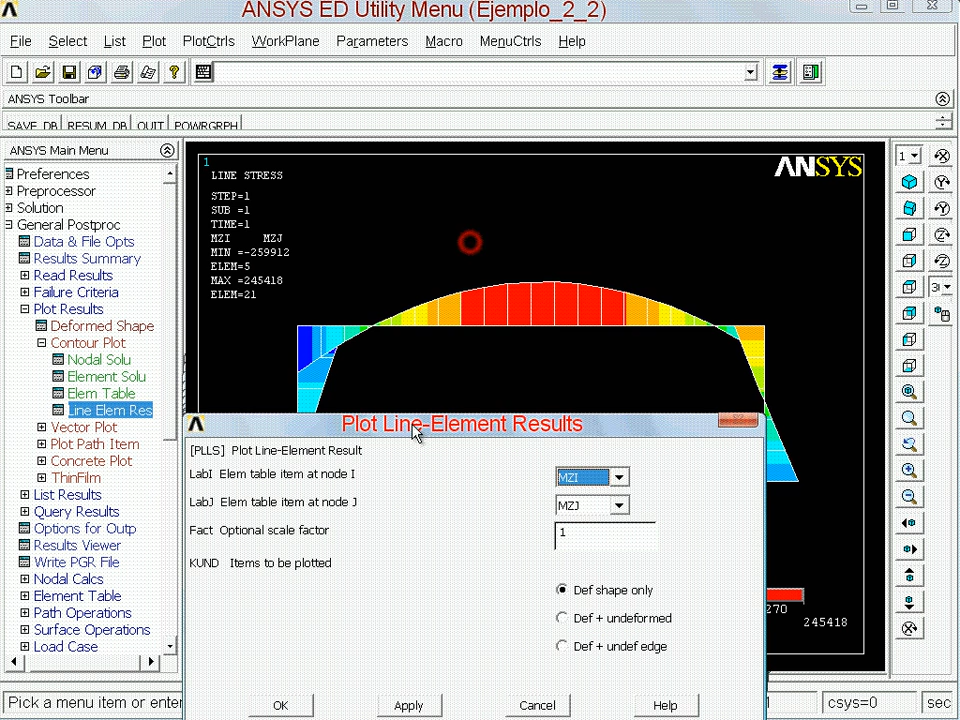 ANSYS ED Utility Menu (Ejemplo_2_2)
File Select List Plot PlotCtrls WorkPlane Parameters Macro MenuCtrls Help
ANSYS Toolbar
SAVE_DB RESUM_DB QUIT POWRGRPH
ANSYS Main Menu
Preferences
Preprocessor
Solution
General Postproc
Data & File Opts
Results Summary
Read Results
Failure Criteria
Plot Results
Deformed Shape
Contour Plot
Nodal Solu
Element Solu
Elem Table
Line Elem Res
Vector Plot
Plot Path Item
Concrete Plot
ThinFilm
List Results
Query Results
Options for Outp
Results Viewer
Write PGR File
Nodal Calcs
Element Table
Path Operations
Surface Operations
Load Case
1
LINE STRESS
STEP=1
SUB =1
TIME=1
MZI MZJ
MIN =-259912
ELEM=5
MAX =245418
ELEM=21
ANSYS
270
245418
1
Plot Line-Element Results
[PLLS] Plot Line-Element Result
LabI Elem table item at node I MZI
LabJ Elem table item at node J MZJ
Fact Optional scale factor 1
KUND Items to be plotted
Def shape only
Def + undeformed
Def + undef edge
OK Apply Cancel Help
Pick a menu item or enter
csys=0
sec